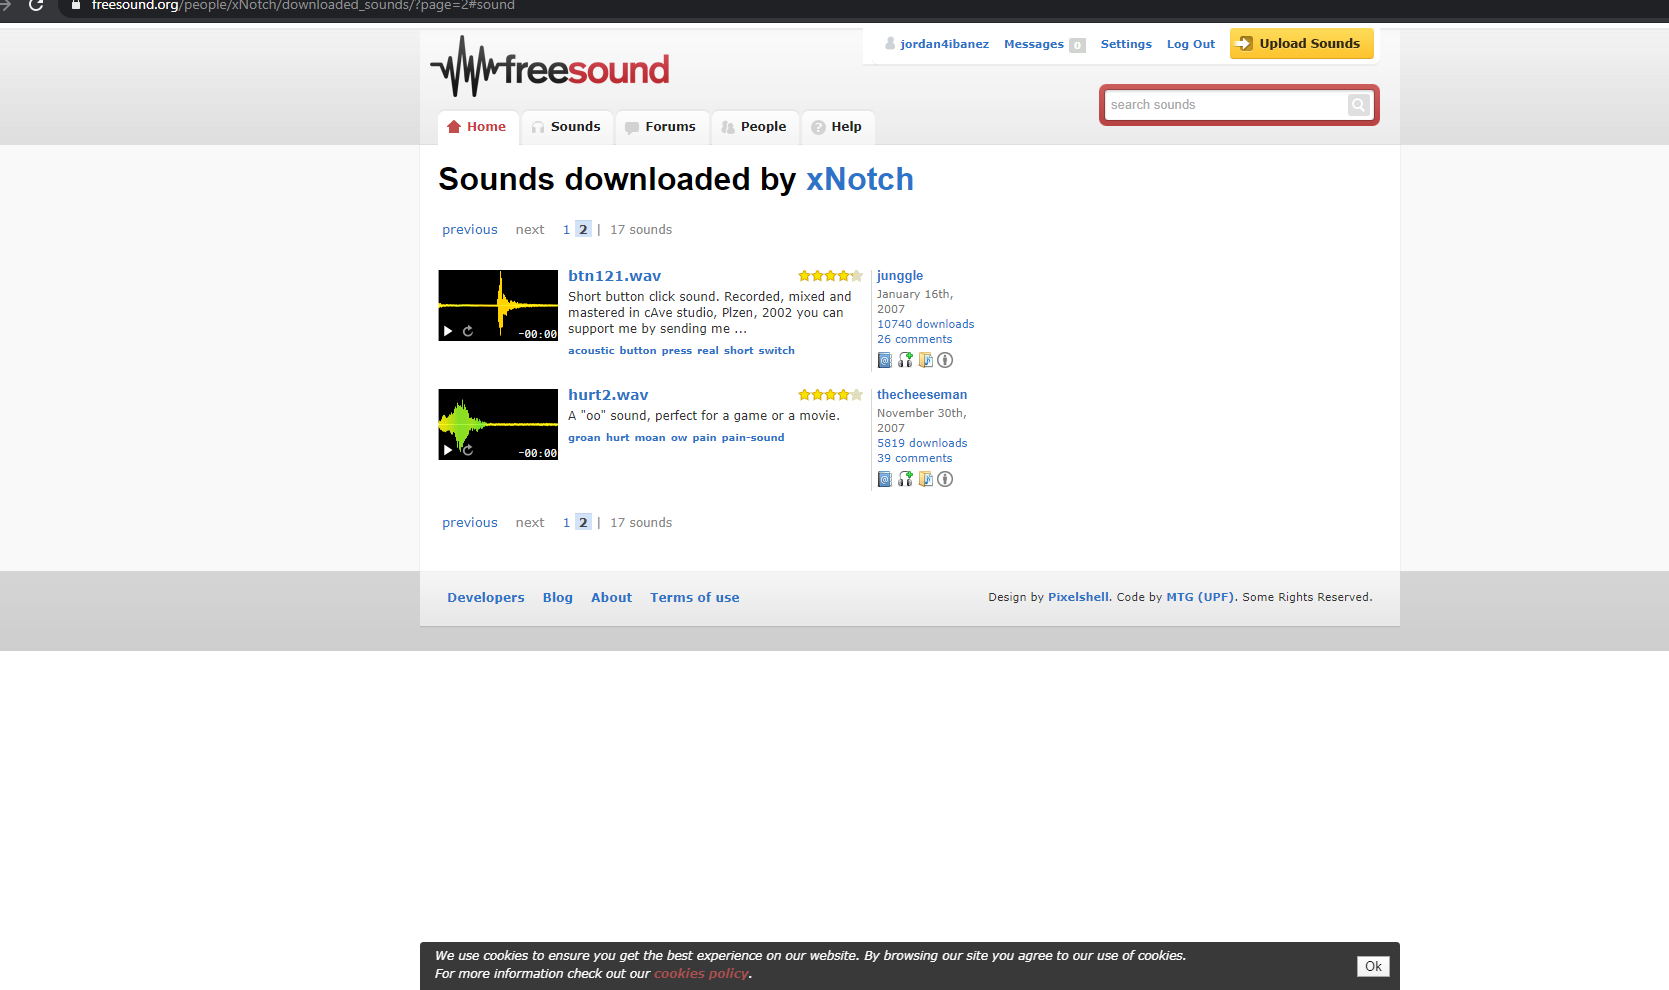 freesound.org/people/xNotch/downloaded_sounds/?page=2#sound
jordan4ibanez Messages 0 Settings Log Out Upload Sounds
freesound
search sounds
Home Sounds Forums People Help
Sounds downloaded by xNotch
previous next 1 2 | 17 sounds
btn121.wav
Short button click sound. Recorded, mixed and
mastered in cAve studio, Plzen, 2002 you can
support me by sending me ...
acoustic button press real short switch
-00:00
junggle
January 16th,
2007
10740 downloads
26 comments
hurt2.wav
A "oo" sound, perfect for a game or a movie.
groan hurt moan ow pain pain-sound
-00:00
thecheeseman
November 30th,
2007
5819 downloads
39 comments
previous next 1 2 | 17 sounds
Developers Blog About Terms of use
Design by Pixelshell. Code by MTG (UPF). Some Rights Reserved.
We use cookies to ensure you get the best experience on our website. By browsing our site you agree to our use of cookies.
For more information check out our cookies policy.
Ok